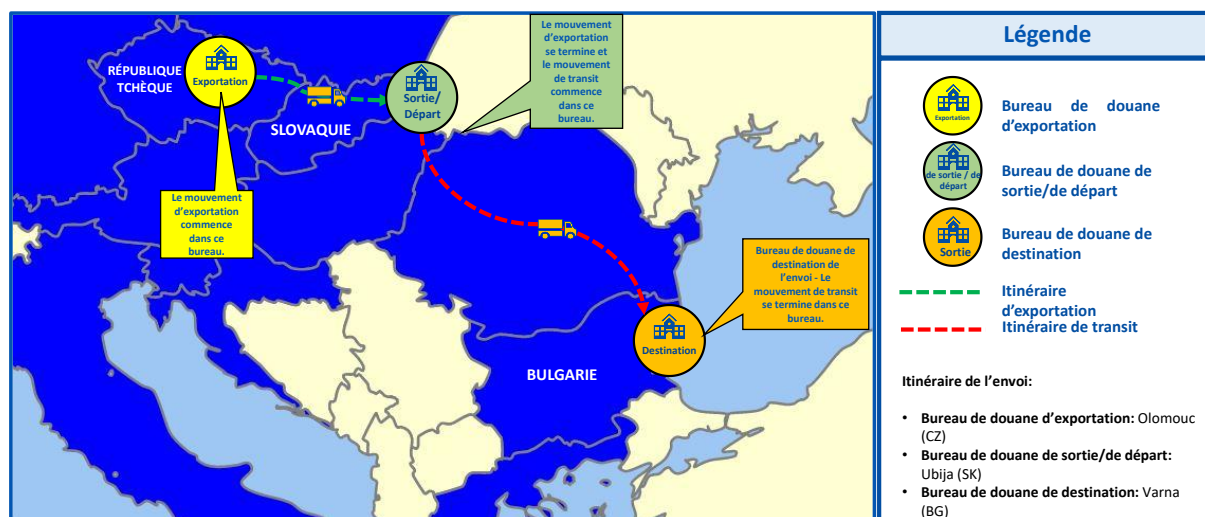 RÉPUBLIQUE
TCHÈQUE
Exportation
SLOVAQUIE
Sortie/
Départ
Le mouvement
d'exportation
se termine et
le mouvement
de transit
commence
dans ce
bureau.
Le mouvement
d'exportation
commence
dans ce
bureau.
Bureau de douane de
destination de
l'envoi - Le
mouvement de transit
se termine dans ce
bureau.
Destination
BULGARIE
Légende
Exportation
Bureau de douane
d'exportation
de sortie / de
départ
Bureau de douane de
sortie/de départ
Sortie
Bureau de douane de
destination
Itinéraire
d'exportation
Itinéraire de transit
Itinéraire de l'envoi:
• Bureau de douane d'exportation: Olomouc
(CZ)
• Bureau de douane de sortie/de départ:
Ubija (SK)
• Bureau de douane de destination: Varna
(BG)